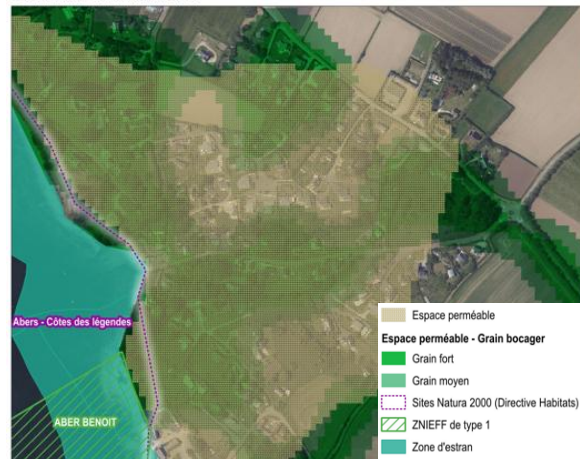 Abers - Côtes des légendes
ABER BENOIT
Espace perméable
Espace perméable - Grain bocager
Grain fort
Grain moyen
Sites Natura 2000 (Directive Habitats)
ZNIEFF de type 1
Zone d'estran